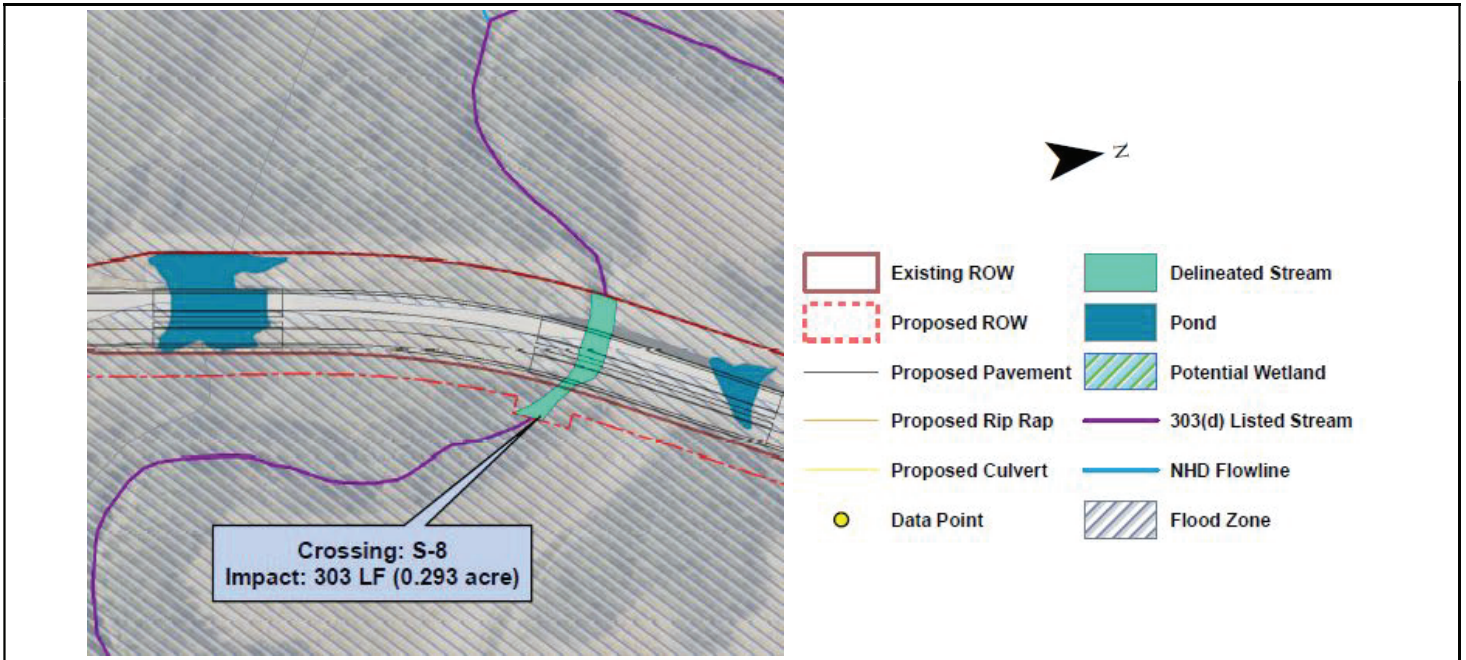 Crossing: S-8
Impact: 303 LF (0.293 acre)
N
Existing ROW
Proposed ROW
Proposed Pavement
Proposed Rip Rap
Proposed Culvert
Data Point
Delineated Stream
Pond
Potential Wetland
303(d) Listed Stream
NHD Flowline
Flood Zone